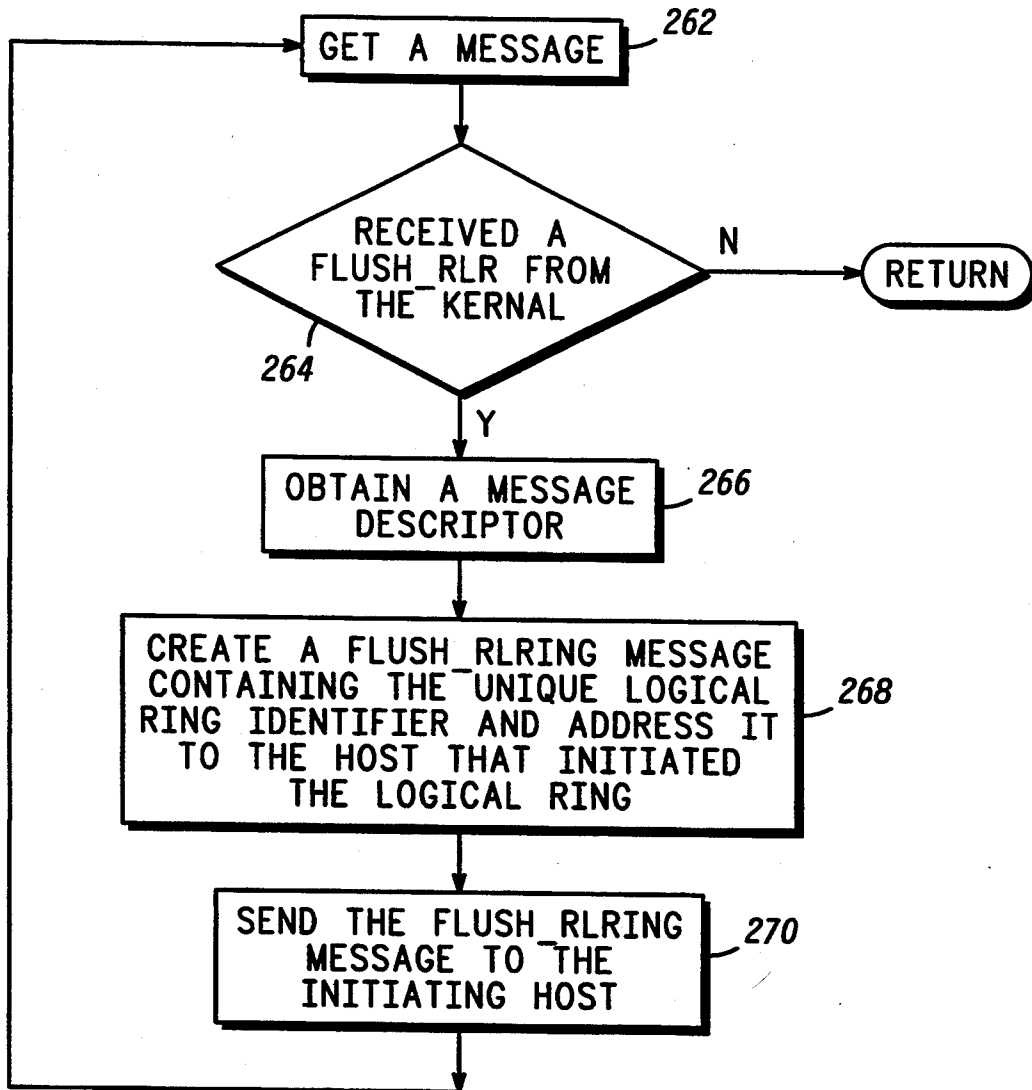 GET A MESSAGE
262
RECEIVED A
FLUSH_RLR FROM
THE KERNAL
264
N
RETURN
Y
OBTAIN A MESSAGE
DESCRIPTOR
266
CREATE A FLUSH_RLRING MESSAGE
CONTAINING THE UNIQUE LOGICAL
RING IDENTIFIER AND ADDRESS IT
TO THE HOST THAT INITIATED
THE LOGICAL RING
268
SEND THE FLUSH_RLRING
MESSAGE TO THE
INITIATING HOST
270